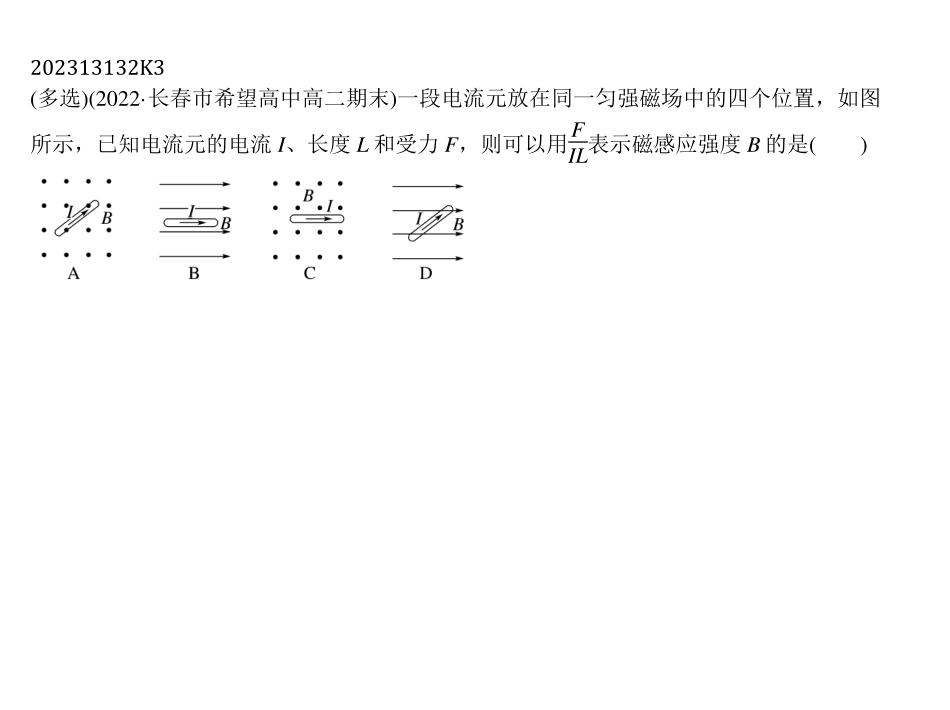 202313132K3
(多选)(2022·长春市希望高中高二期末)一段电流元放在同一匀强磁场中的四个位置，如图
所示，已知电流元的电流 I、长度 L 和受力 F，则可以用F/IL表示磁感应强度 B 的是(　　)
I B I B B I I B
A B C D